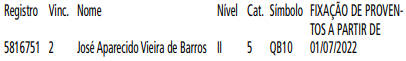 Registro Vinc. Nome Nível Cat. Símbolo FIXAÇÃO DE PROVEN-
TOS A PARTIR DE
5816751 2 José Aparecido Vieira de Barros II 5 QB10 01/07/2022